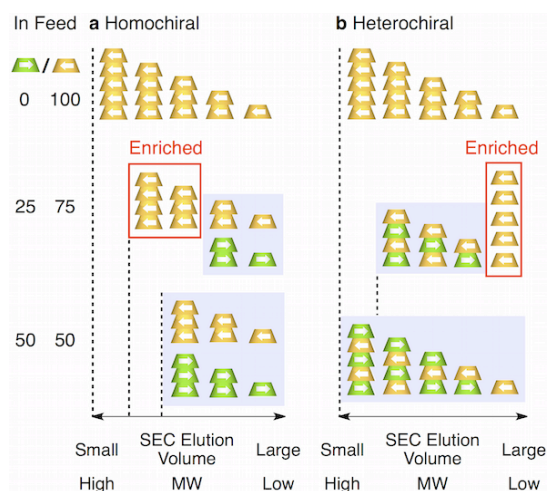 In Feed
a Homochiral
b Heterochiral
/
0 100
Enriched
Enriched
25 75
50 50
Small
SEC Elution
Volume
Large
Small
SEC Elution
Volume
Large
High
MW
Low
High
MW
Low